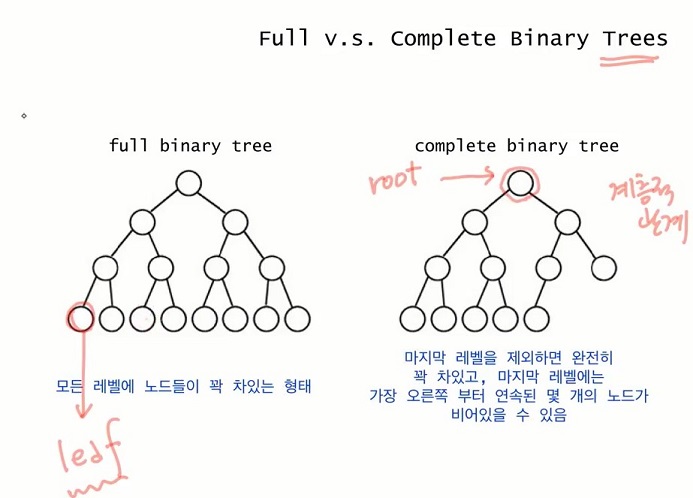 Full v.s. Complete Binary Trees
full binary tree
complete binary tree
root
계층적
관계
모든 레벨에 노드들이 꽉 차있는 형태
마지막 레벨을 제외하면 완전히
꽉 차있고, 마지막 레벨에는
가장 오른쪽 부터 연속된 몇 개의 노드가
비어있을 수 있음
leaf